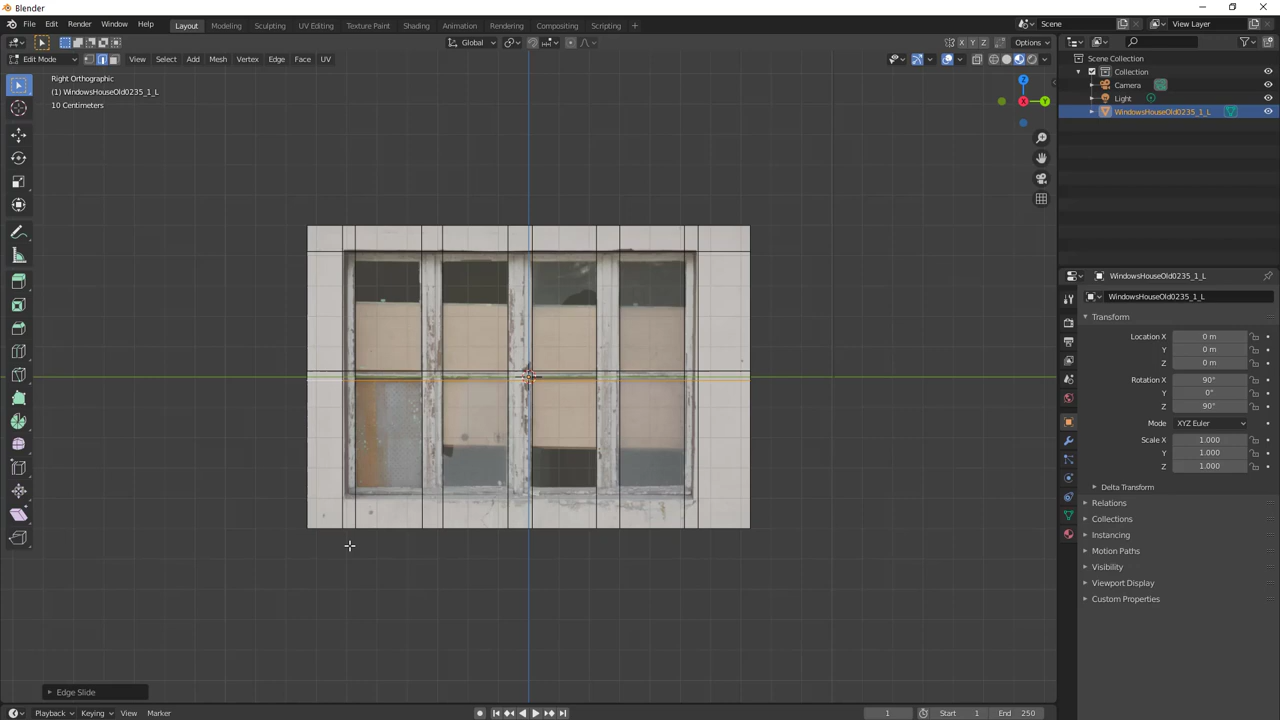 Blender
File Edit Render Window Help Layout Modeling Sculpting UV Editing Texture Paint Shading Animation Rendering Compositing Scripting + Scene View Layer
Global X Y Z Options
Edit Mode View Select Add Mesh Vertex Edge Face UV
Right Orthographic
(1) WindowsHouseOld0235_1_L
10 Centimeters
Z
X
Y
Edge Slide
Scene Collection
Collection
Camera
Light
WindowsHouseOld0235_1_L
WindowsHouseOld0235_1_L
WindowsHouseOld0235_1_L
Transform
Location X 0 m
Y 0 m
Z 0 m
Rotation X 90°
Y 0°
Z 90°
Mode XYZ Euler
Scale X 1.000
Y 1.000
Z 1.000
Delta Transform
Relations
Collections
Instancing
Motion Paths
Visibility
Viewport Display
Custom Properties
Playback Keying View Marker 1 Start 1 End 250